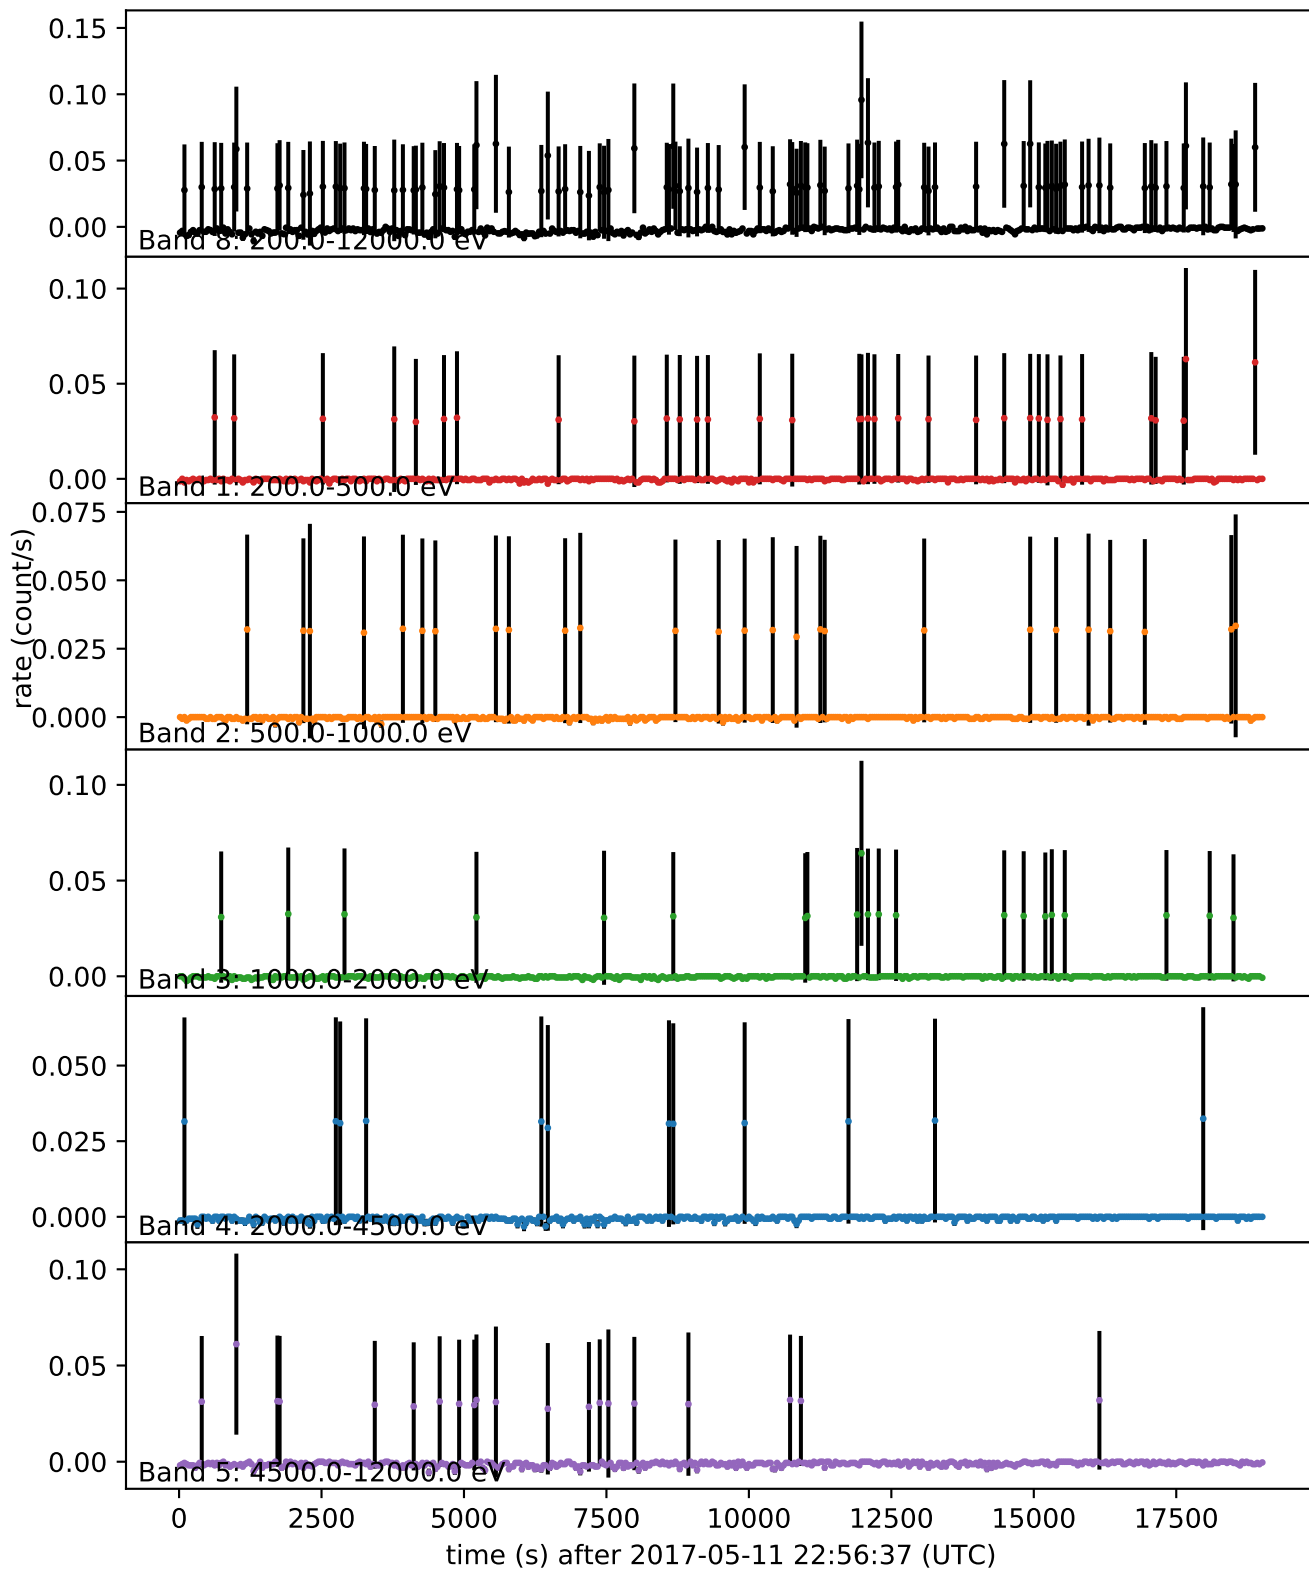 0.15
0.10
0.05
0.00
Band 8: 200.0-12000.0 eV
0.10
0.05
0.00
Band 1: 200.0-500.0 eV
rate (count/s)
0.075
0.050
0.025
0.000
Band 2: 500.0-1000.0 eV
0.10
0.05
0.00
Band 3: 1000.0-2000.0 eV
0.050
0.025
0.000
Band 4: 2000.0-4500.0 eV
0.10
0.05
0.00
Band 5: 4500.0-12000.0 eV
0 2500 5000 7500 10000 12500 15000 17500
time (s) after 2017-05-11 22:56:37 (UTC)